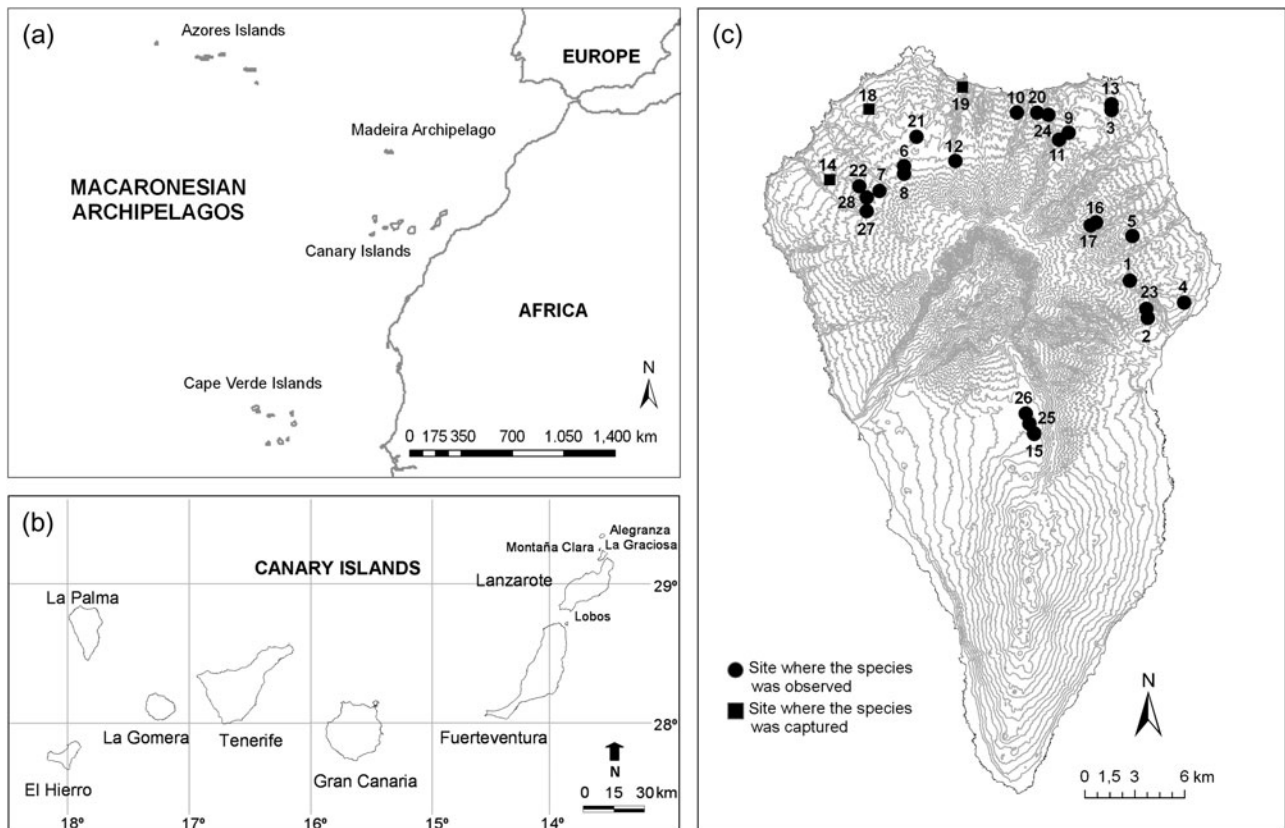 (a)
Azores Islands
EUROPE
Madeira Archipelago
MACARONESIAN
ARCHIPELAGOS
Canary Islands
AFRICA
Cape Verde Islands
N
0 175 350 700 1.050 1,400 km
(b)
CANARY ISLANDS
Alegranza
Montaña Clara
La Graciosa
Lanzarote
29º
La Palma
Lobos
28º
La Gomera
Tenerife
Fuerteventura
El Hierro
Gran Canaria
N
0 15 30 km
18º 17º 16º 15º 14º
(c)
18
19
10
20
13
3
21
24
9
11
6
12
14
22
7
8
28
27
16
17
5
1
23
4
2
26
25
15
Site where the species
was observed
Site where the species
was captured
N
0 1,5 3 6 km